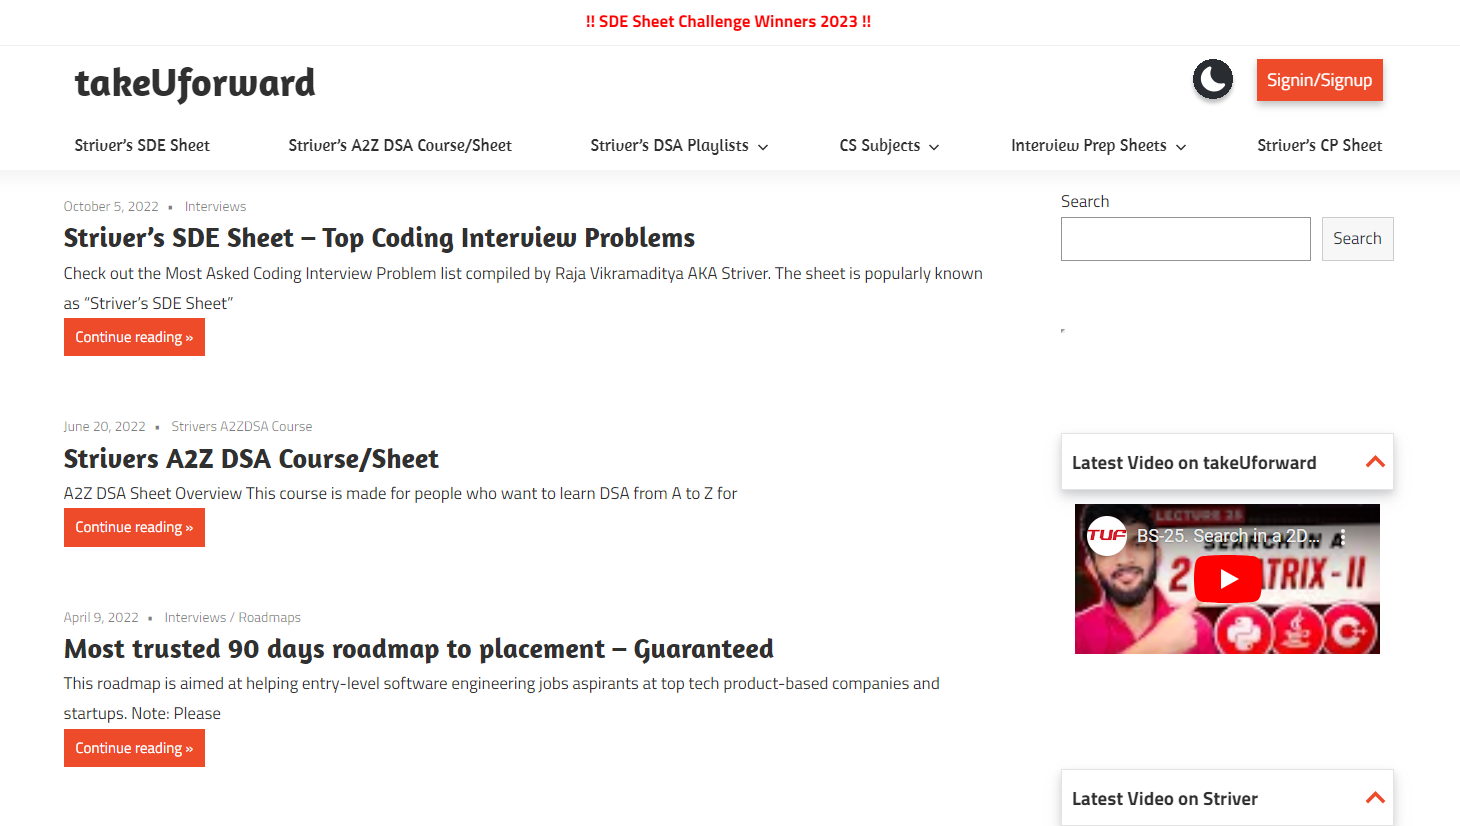 !! SDE Sheet Challenge Winners 2023 !!
takeUforward
Signin/Signup
Striver's SDE Sheet
Striver's A2Z DSA Course/Sheet
Striver's DSA Playlists
CS Subjects
Interview Prep Sheets
Striver's CP Sheet
October 5, 2022 • Interviews
Striver's SDE Sheet – Top Coding Interview Problems
Check out the Most Asked Coding Interview Problem list compiled by Raja Vikramaditya AKA Striver. The sheet is popularly known
as “Striver's SDE Sheet”
Continue reading »
June 20, 2022 • Strivers A2ZDSA Course
Strivers A2Z DSA Course/Sheet
A2Z DSA Sheet Overview This course is made for people who want to learn DSA from A to Z for
Continue reading »
April 9, 2022 • Interviews / Roadmaps
Most trusted 90 days roadmap to placement – Guaranteed
This roadmap is aimed at helping entry-level software engineering jobs aspirants at top tech product-based companies and
startups. Note: Please
Continue reading »
Search
Search
Latest Video on takeUforward
LECTURE 25
TUF
BS-25. Search in a 2D...
SEARCH IN A
2 ATRIX-II
Latest Video on Striver